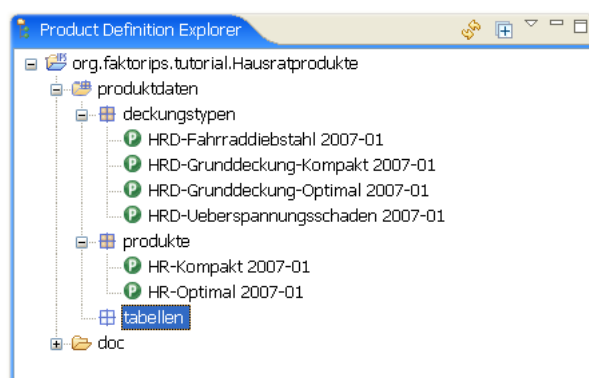 Product Definition Explorer
org.faktorips.tutorial.Hausratprodukte
produktdaten
deckungstypen
HRD-Fahrraddiebstahl 2007-01
HRD-Grunddeckung-Kompakt 2007-01
HRD-Grunddeckung-Optimal 2007-01
HRD-Ueberspannungsschaden 2007-01
produkte
HR-Kompakt 2007-01
HR-Optimal 2007-01
tabellen
doc